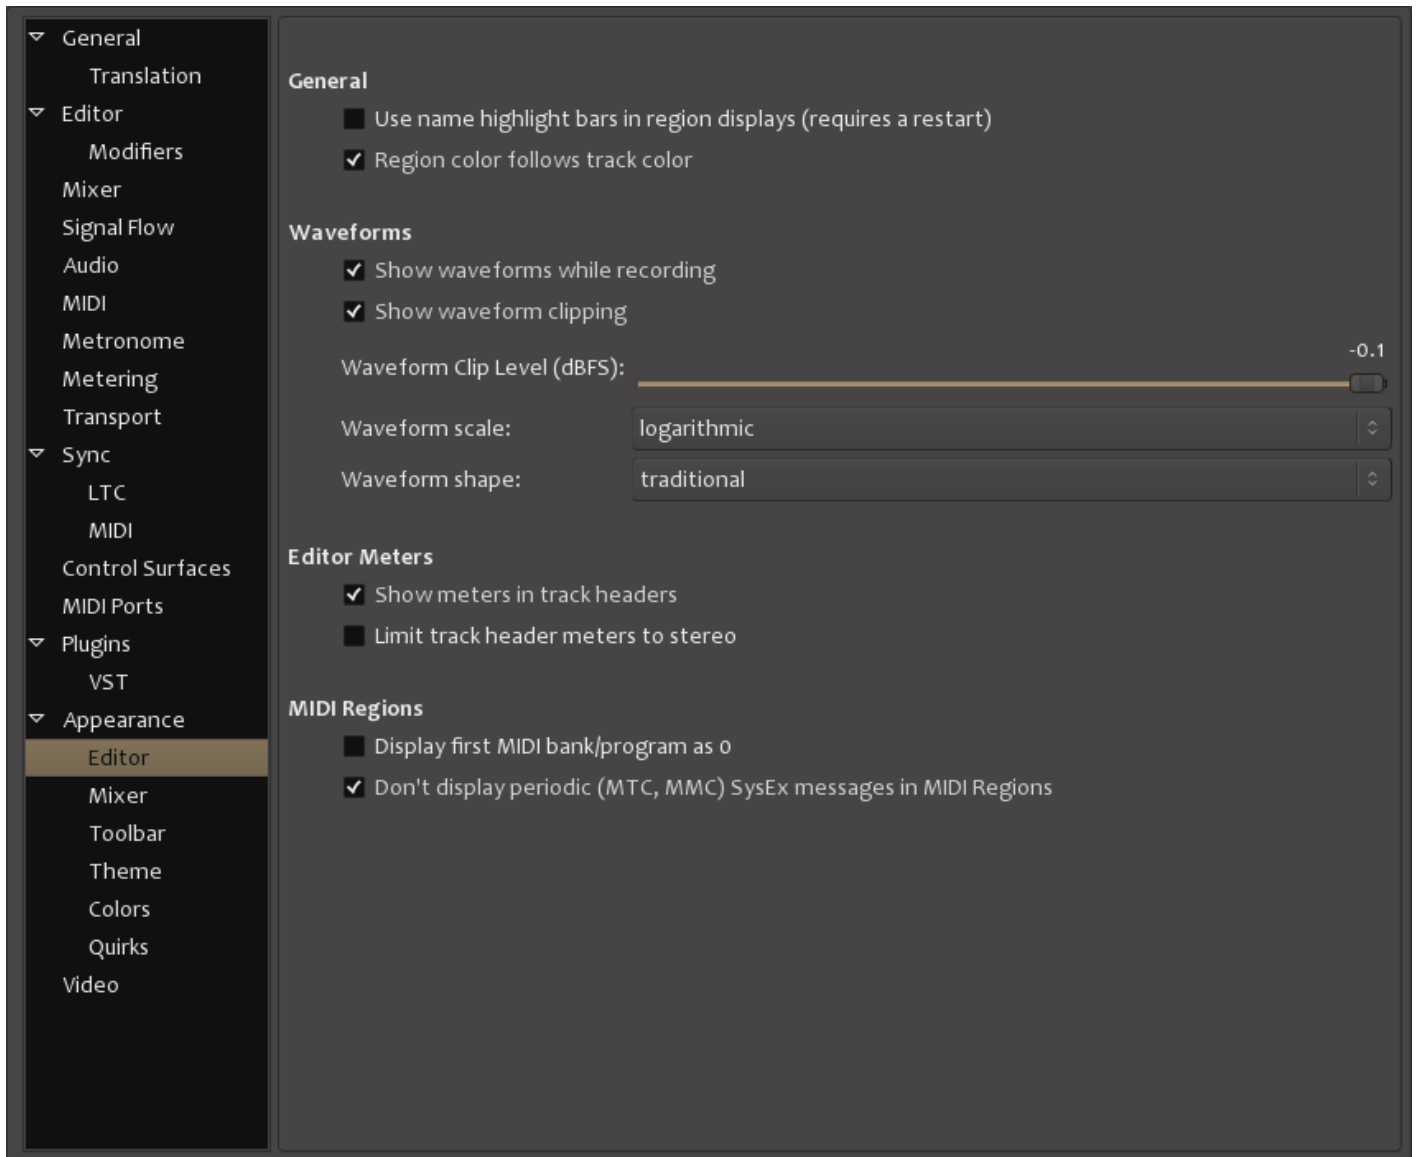 General
Translation
Editor
Modifiers
Mixer
Signal Flow
Audio
MIDI
Metronome
Metering
Transport
Sync
LTC
MIDI
Control Surfaces
MIDI Ports
Plugins
VST
Appearance
Editor
Mixer
Toolbar
Theme
Colors
Quirks
Video
General
Use name highlight bars in region displays (requires a restart)
Region color follows track color
Waveforms
Show waveforms while recording
Show waveform clipping
-0.1
Waveform Clip Level (dBFS):
Waveform scale: logarithmic
Waveform shape: traditional
Editor Meters
Show meters in track headers
Limit track header meters to stereo
MIDI Regions
Display first MIDI bank/program as 0
Don't display periodic (MTC, MMC) SysEx messages in MIDI Regions